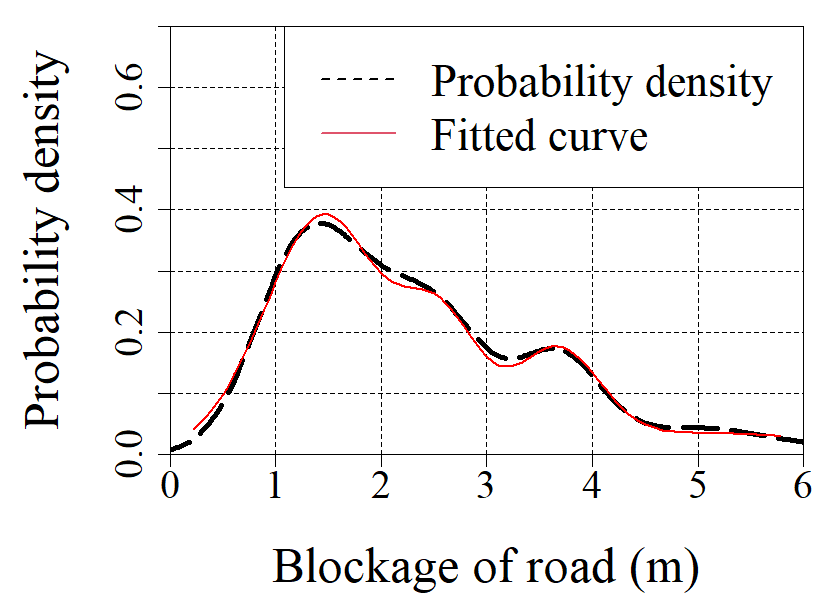 Probability density
Fitted curve
Probability density
0.6
0.4
0.2
0.0
0 1 2 3 4 5 6
Blockage of road (m)